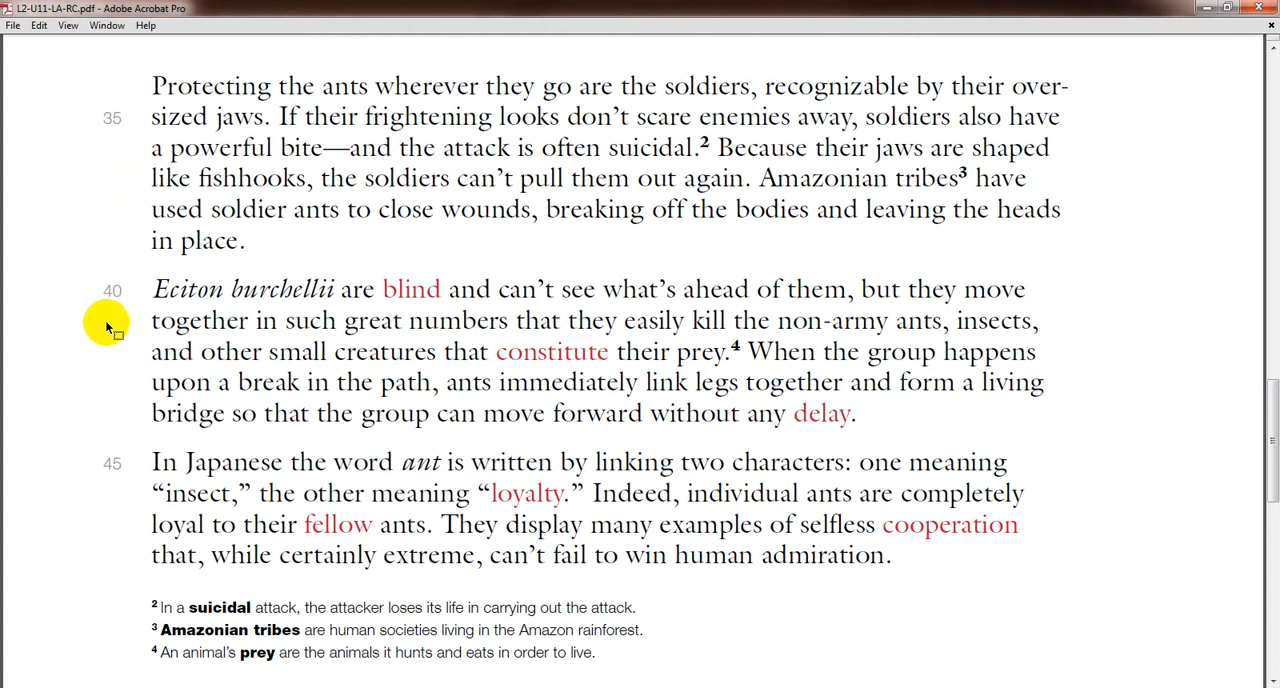 L2-U11-LA-RC.pdf - Adobe Acrobat Pro
File Edit View Window Help
Protecting the ants wherever they go are the soldiers, recognizable by their over-
35 sized jaws. If their frightening looks don't scare enemies away, soldiers also have
a powerful bite—and the attack is often suicidal.² Because their jaws are shaped
like fishhooks, the soldiers can't pull them out again. Amazonian tribes³ have
used soldier ants to close wounds, breaking off the bodies and leaving the heads
in place.
40 Eciton burchellii are blind and can't see what's ahead of them, but they move
together in such great numbers that they easily kill the non-army ants, insects,
and other small creatures that constitute their prey.⁴ When the group happens
upon a break in the path, ants immediately link legs together and form a living
bridge so that the group can move forward without any delay.
45 In Japanese the word ant is written by linking two characters: one meaning
“insect,” the other meaning “loyalty.” Indeed, individual ants are completely
loyal to their fellow ants. They display many examples of selfless cooperation
that, while certainly extreme, can't fail to win human admiration.
² In a suicidal attack, the attacker loses its life in carrying out the attack.
³ Amazonian tribes are human societies living in the Amazon rainforest.
⁴ An animal's prey are the animals it hunts and eats in order to live.